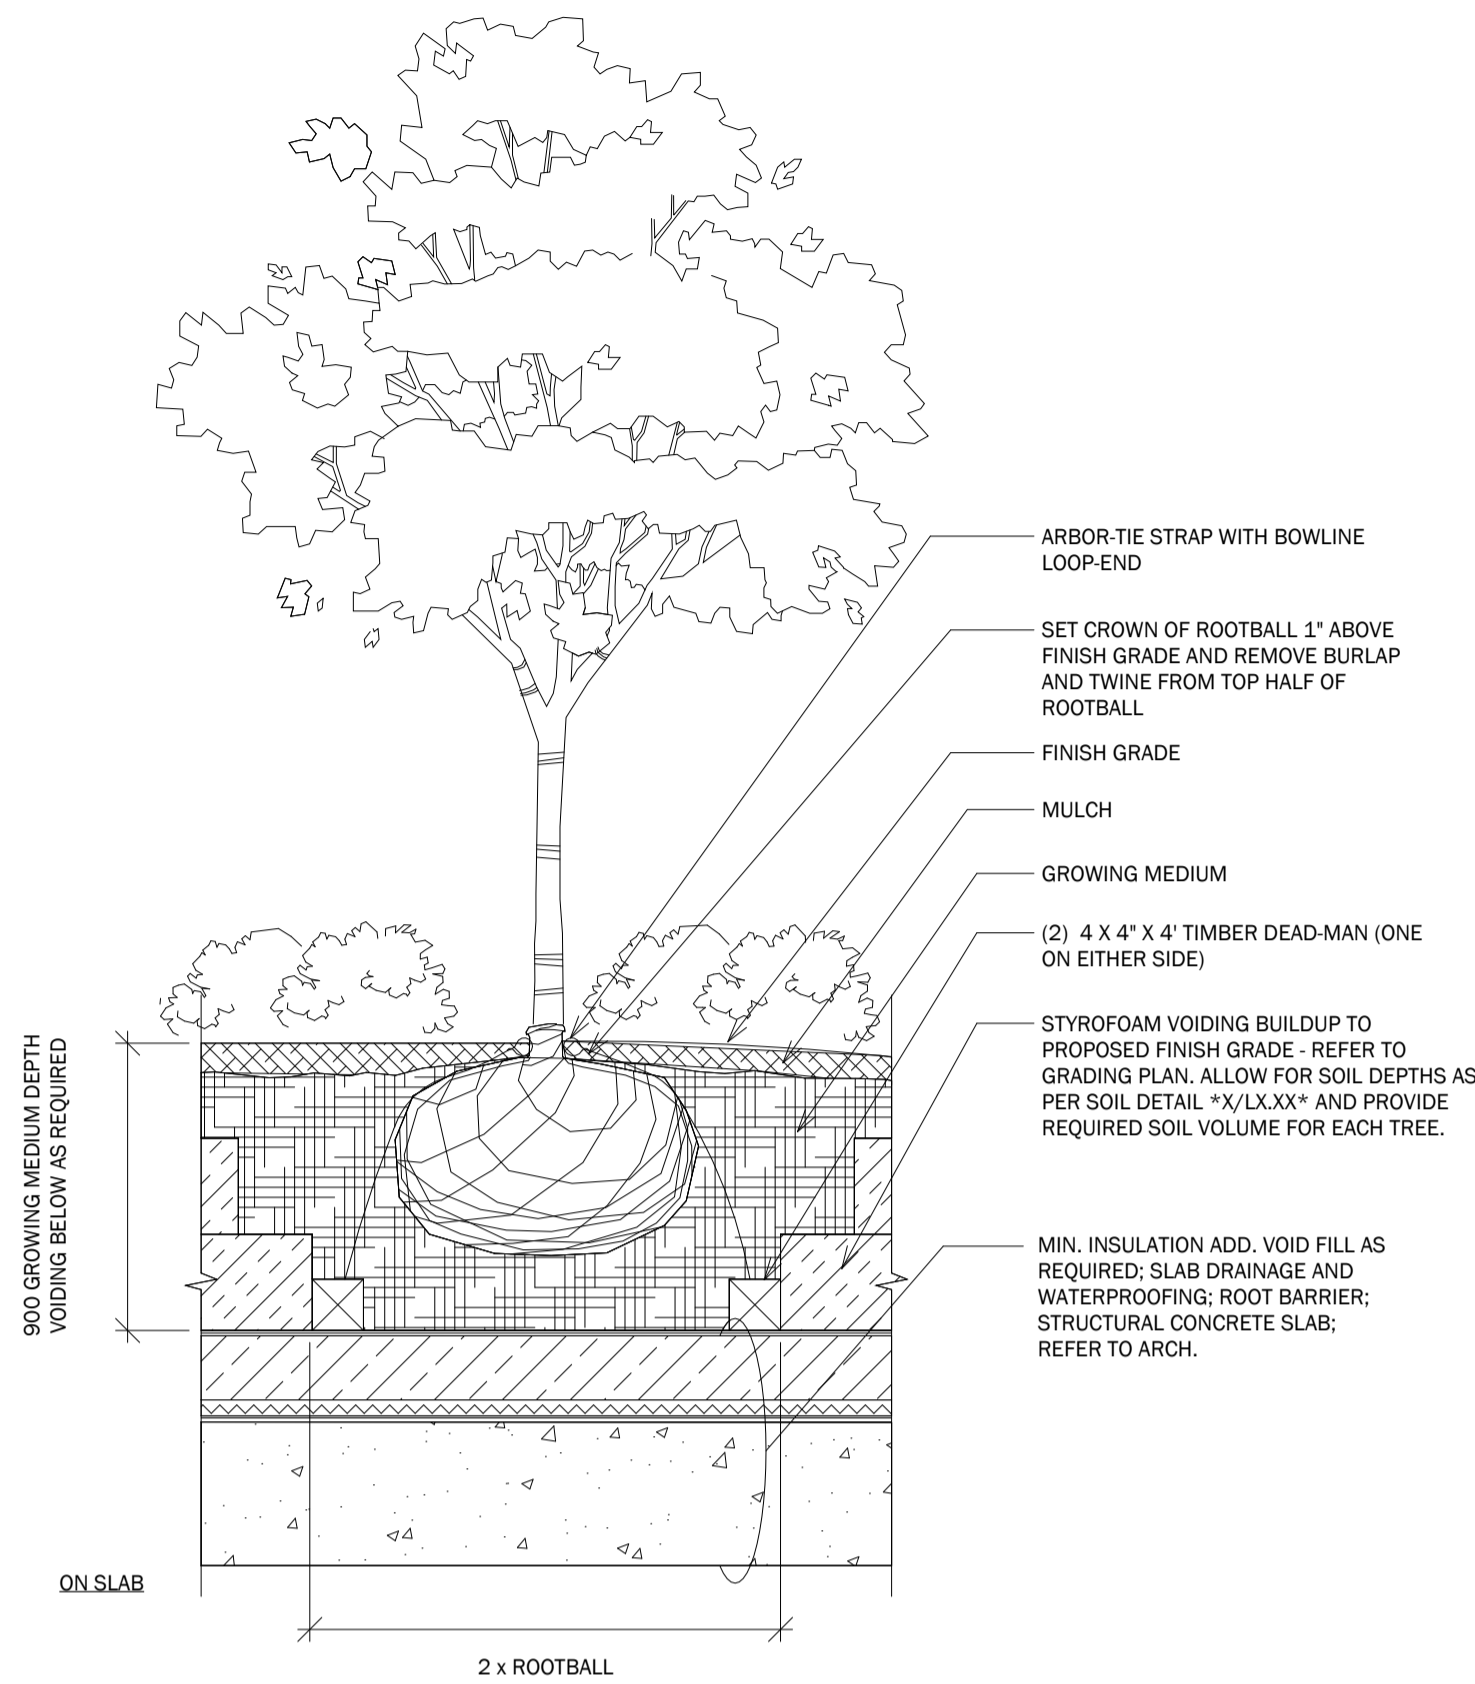 ARBOR-TIE STRAP WITH BOWLINE
LOOP-END
SET CROWN OF ROOTBALL 1" ABOVE
FINISH GRADE AND REMOVE BURLAP
AND TWINE FROM TOP HALF OF
ROOTBALL
FINISH GRADE
MULCH
GROWING MEDIUM
(2) 4 X 4" X 4' TIMBER DEAD-MAN (ONE
ON EITHER SIDE)
STYROFOAM VOIDING BUILDUP TO
PROPOSED FINISH GRADE - REFER TO
GRADING PLAN. ALLOW FOR SOIL DEPTHS AS
PER SOIL DETAIL *X/LX.XX* AND PROVIDE
REQUIRED SOIL VOLUME FOR EACH TREE.
MIN. INSULATION ADD. VOID FILL AS
REQUIRED; SLAB DRAINAGE AND
WATERPROOFING; ROOT BARRIER;
STRUCTURAL CONCRETE SLAB;
REFER TO ARCH.
900 GROWING MEDIUM DEPTH
VOIDING BELOW AS REQUIRED
ON SLAB
2 x ROOTBALL